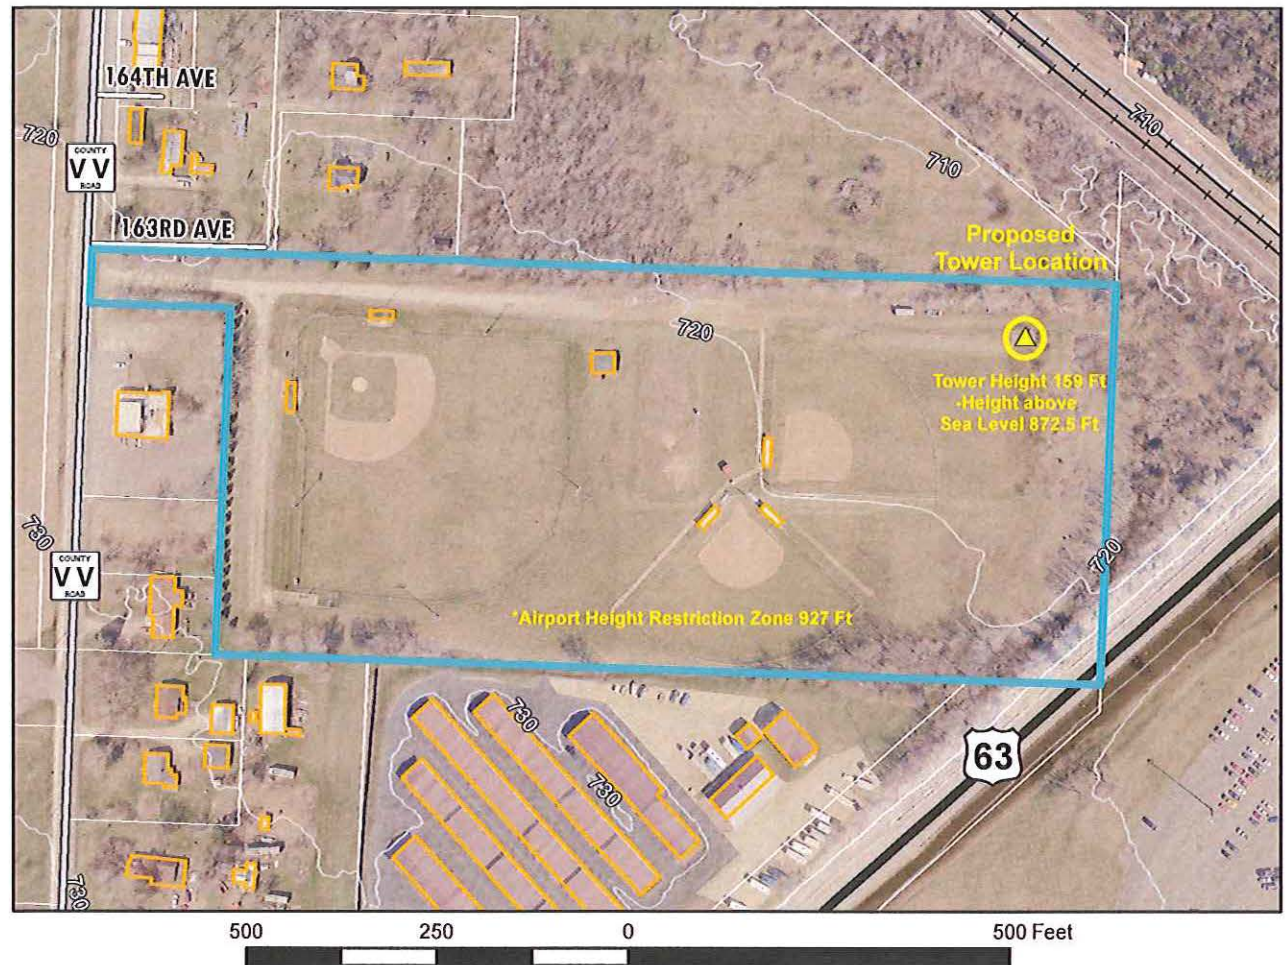 164TH AVE
720
COUNTY
VV
ROAD
710
710
163RD AVE
Proposed
Tower Location
720
Tower Height 159 Ft
-Height above
Sea Level 872.5 Ft
730
COUNTY
VV
ROAD
720
*Airport Height Restriction Zone 927 Ft
730
63
730
730
500 250 0 500 Feet